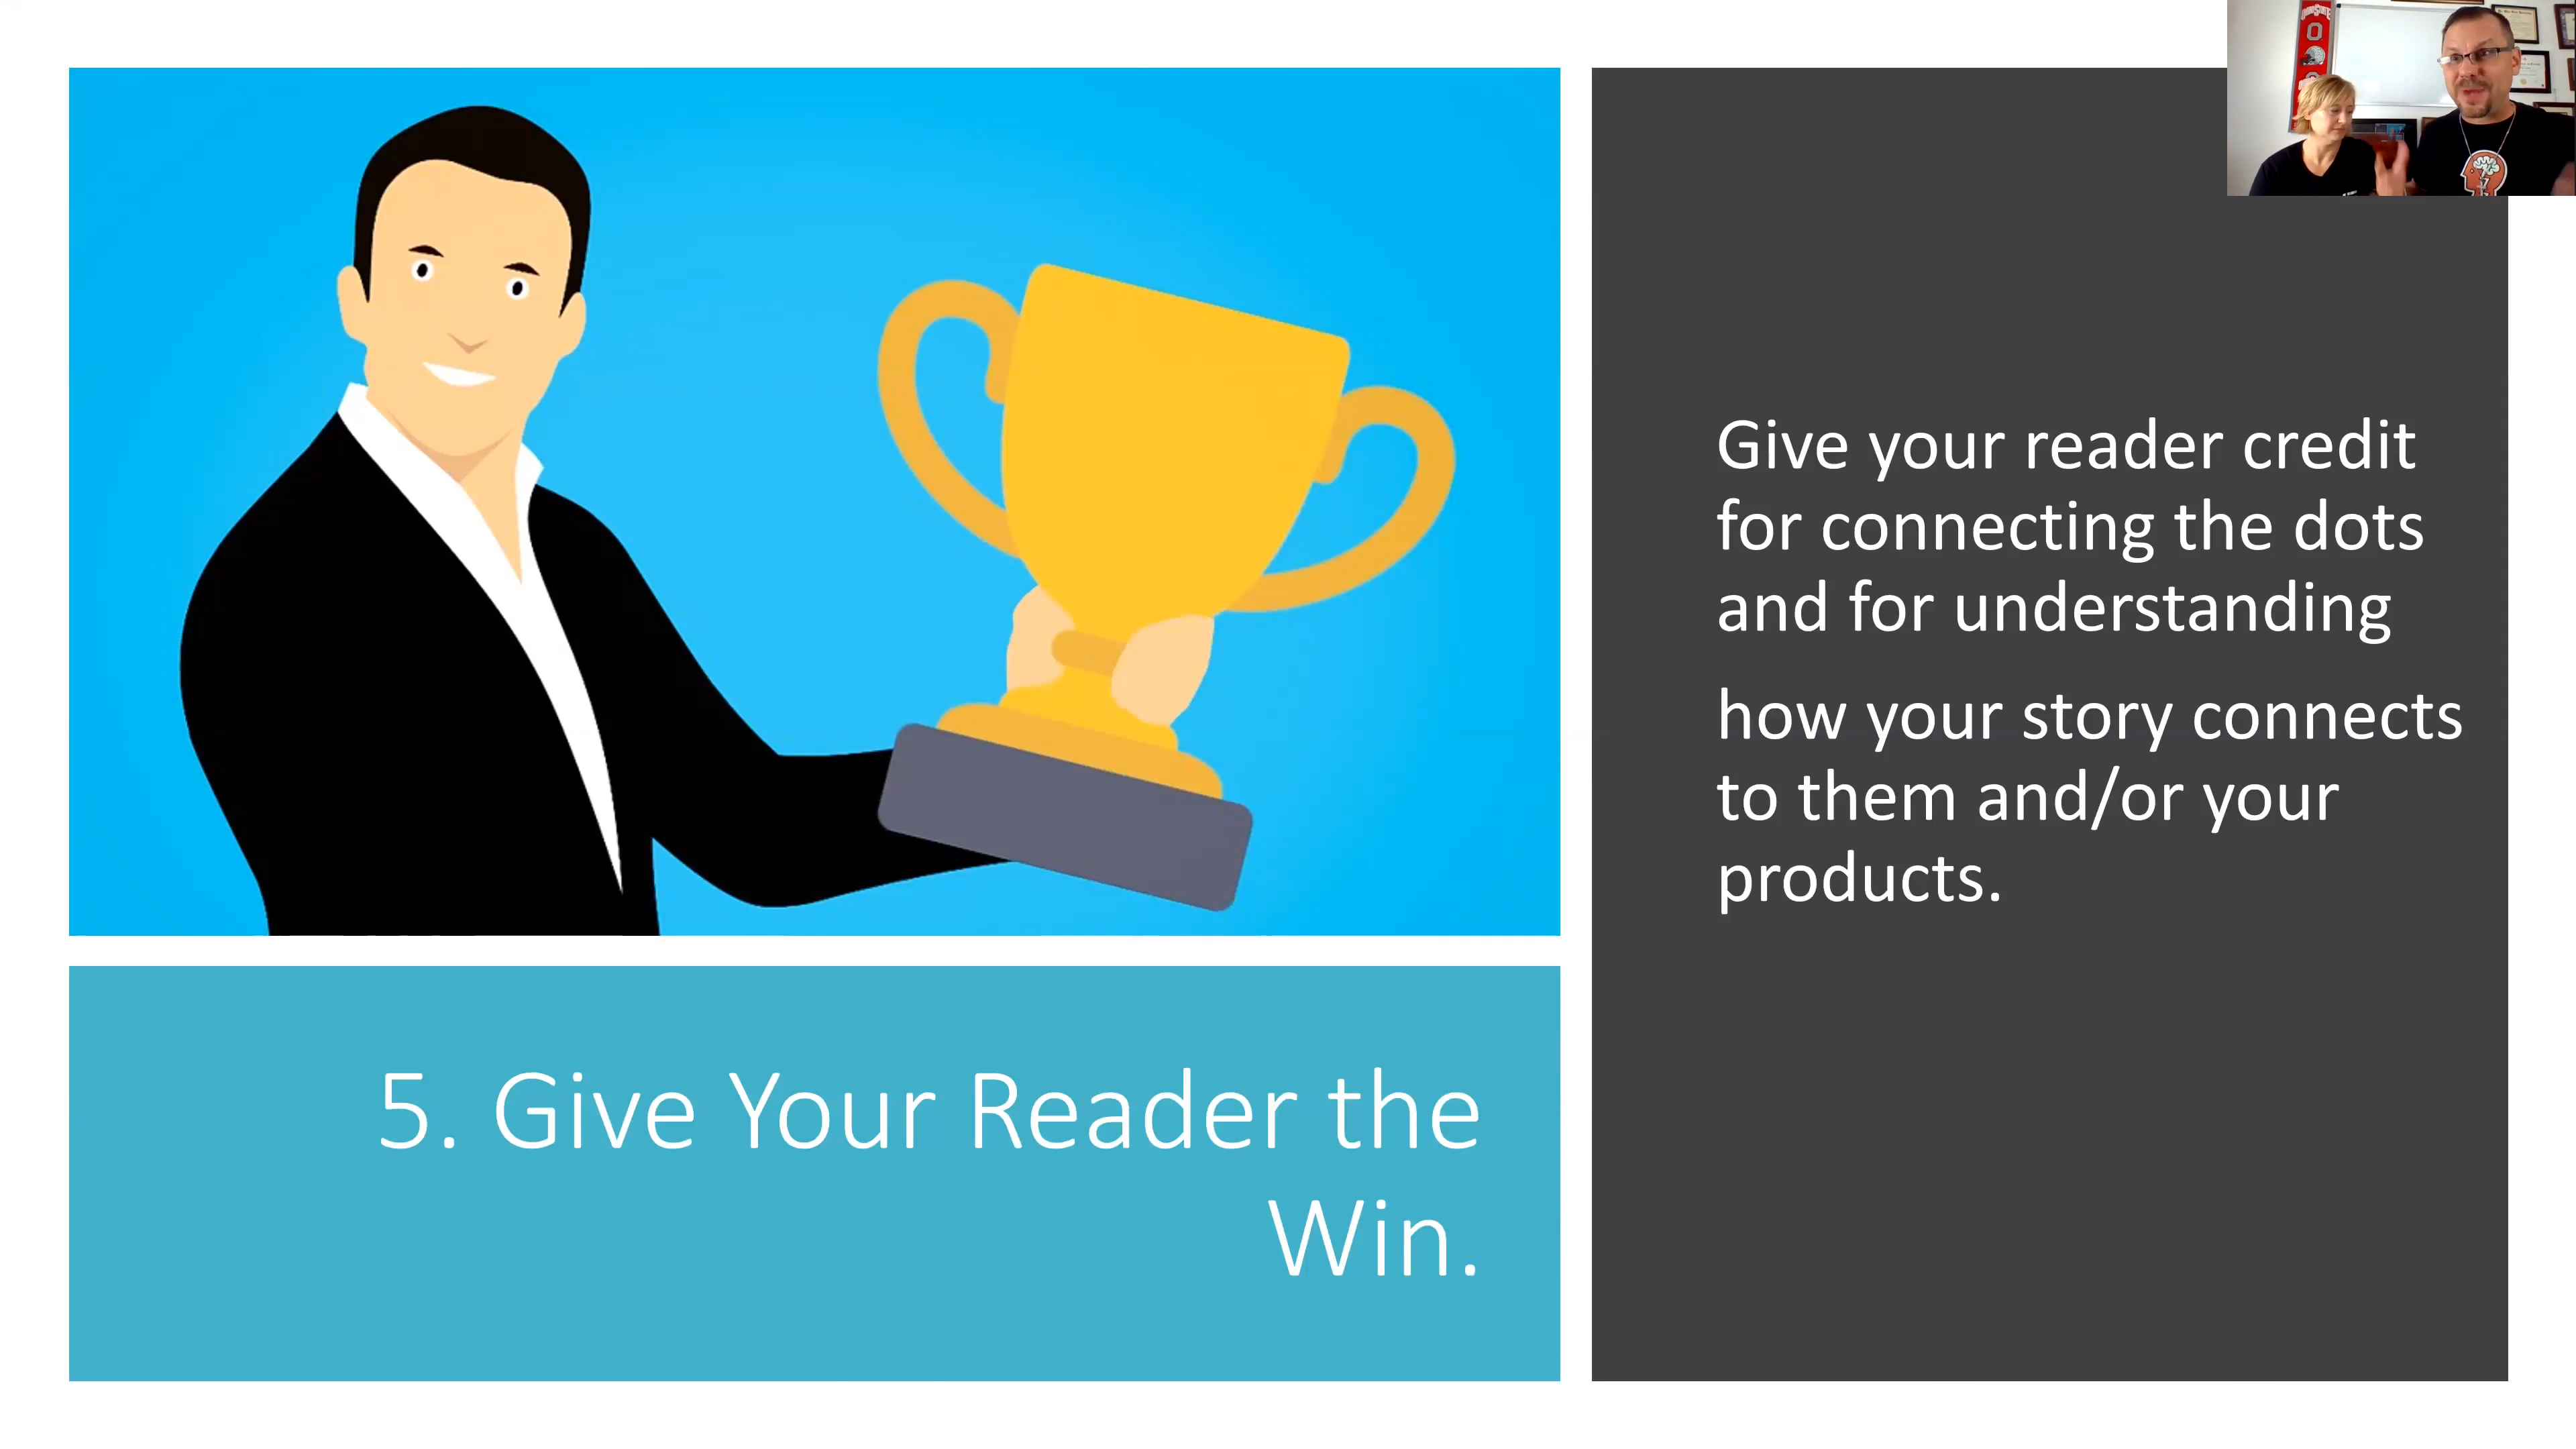 Give your reader credit
for connecting the dots
and for understanding
how your story connects
to them and/or your
products.
5. Give Your Reader the
Win.